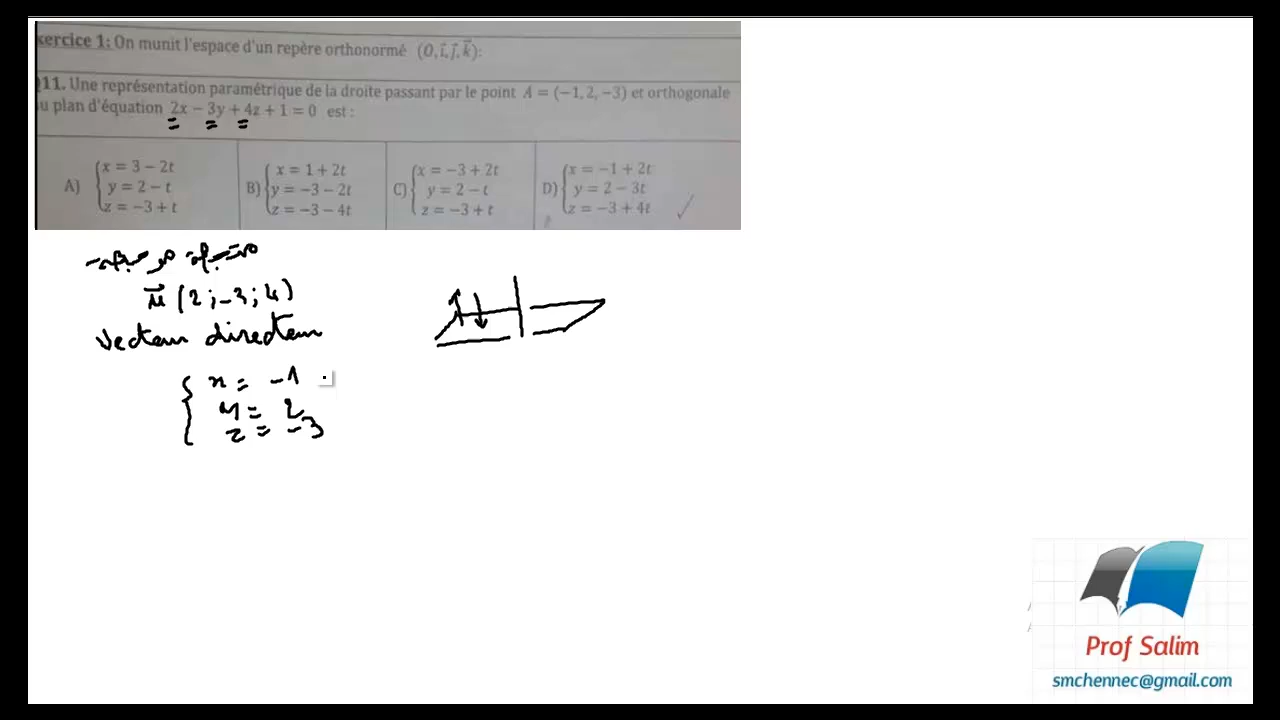 xercice 1: On munit l'espace d'un repère orthonormé (O, i⃗, j⃗, k⃗):
Q11. Une représentation paramétrique de la droite passant par le point A = (−1, 2, −3) et orthogonale
u plan d'équation 2x − 3y + 4z + 1 = 0 est :
A) {x = 3 − 2t
y = 2 − t
z = −3 + t
B) {x = 1 + 2t
y = −3 − 2t
z = −3 − 4t
C) {x = −3 + 2t
y = 2 − t
z = −3 + t
D) {x = −1 + 2t
y = 2 − 3t
z = −3 + 4t
u⃗ (2 ; −3 ; 4)
Vecteur directeur
{x = −1
y = 2
z = −3
Prof Salim
smchennec@gmail.com